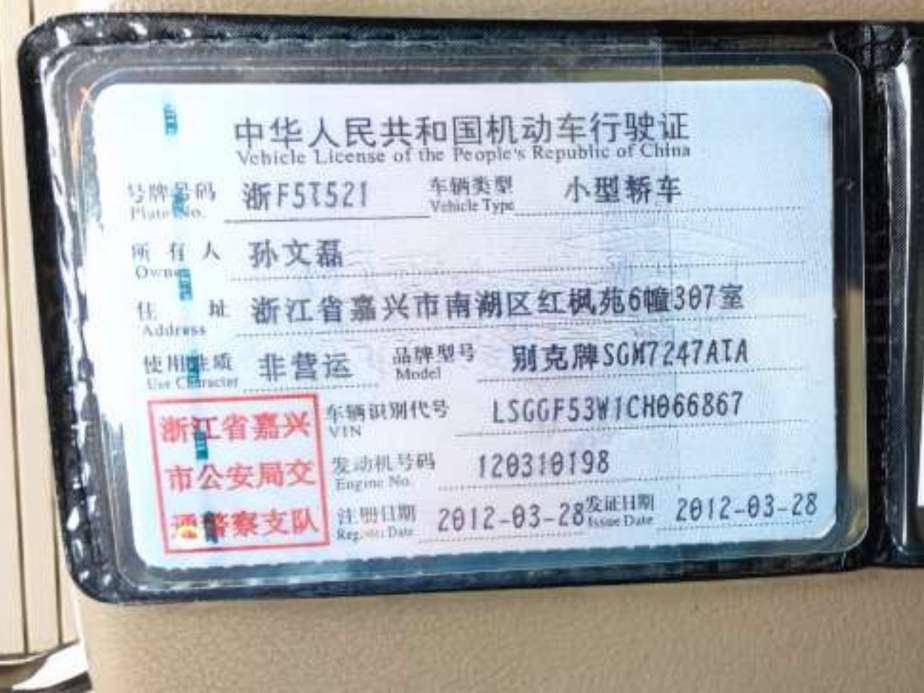 中华人民共和国机动车行驶证
Vehicle License of the People's Republic of China
号牌号码 浙F5T521 车辆类型 小型轿车
Plate No. Vehicle Type
所有人 孙文磊
Owner
住址 浙江省嘉兴市南湖区红枫苑6幢307室
Address
使用性质 非营运 品牌型号 别克牌SGM7247ATA
Use Character Model
浙江省嘉兴
市公安局交
通警察支队
车辆识别代号 LSGGF53W1CH066867
VIN
发动机号码 120310198
Engine No.
注册日期 2012-03-28 发证日期 2012-03-28
Register Date Issue Date